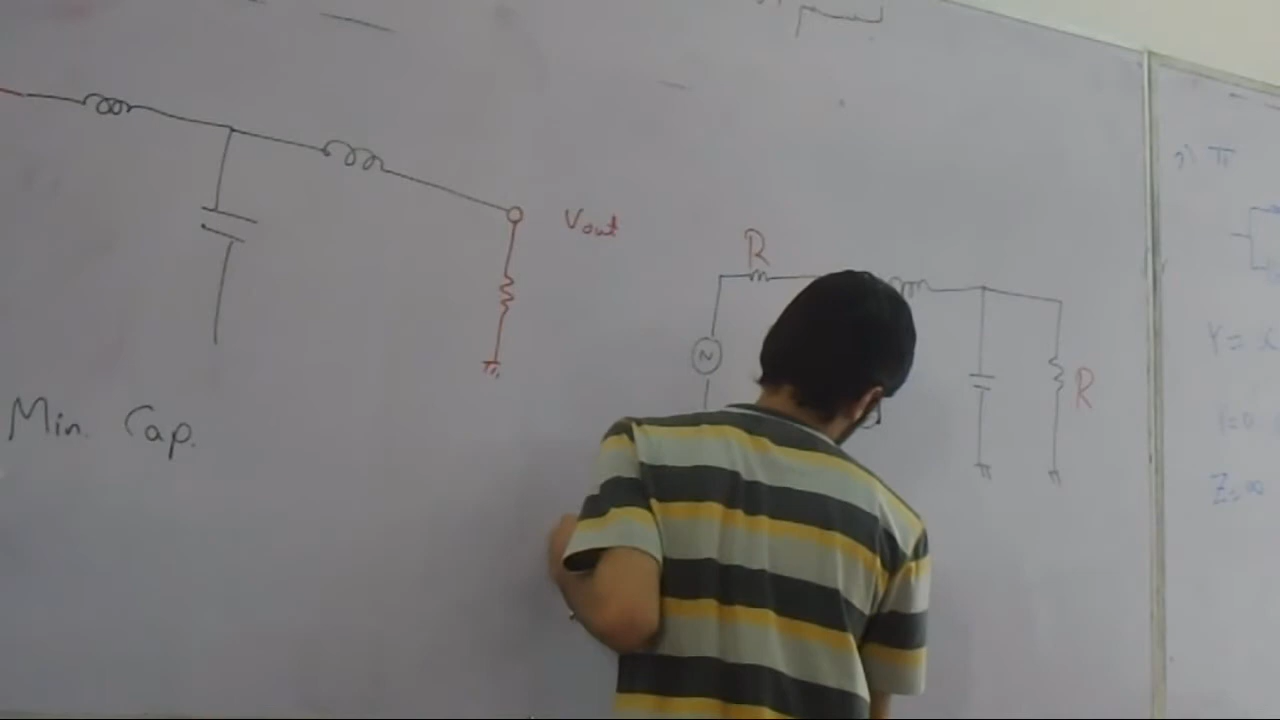 Vout
R
R
Min. Cap.
π
Y =
Z=∞